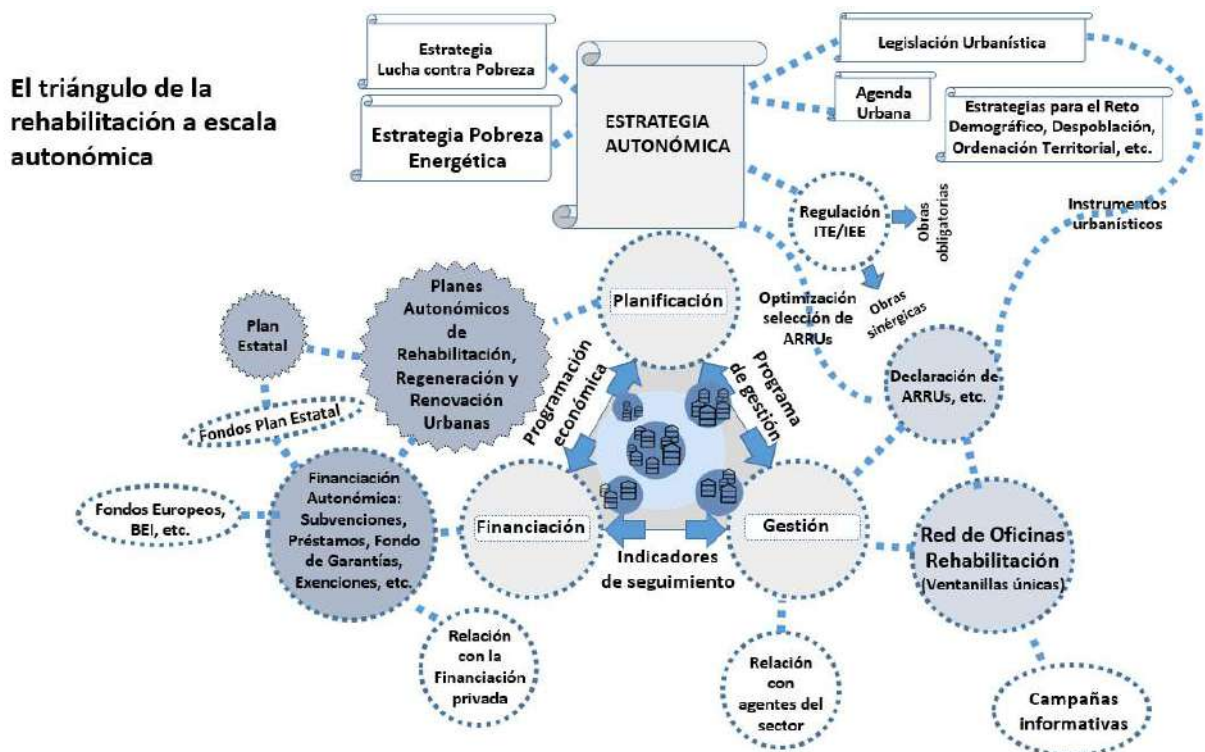 El triángulo de la
rehabilitación a escala
autonómica
Estrategia
Lucha contra Pobreza
Estrategia Pobreza
Energética
ESTRATEGIA
AUTONÓMICA
Legislación Urbanística
Agenda
Urbana
Estrategias para el Reto
Demográfico, Despoblación,
Ordenación Territorial, etc.
Regulación
ITE/IEE
Obras
obligatorias
Instrumentos
urbanísticos
Obras
sinérgicas
Optimización
selección de
ARRUs
Planificación
Planes
Autonómicos
de
Rehabilitación,
Regeneración y
Renovación
Urbanas
Plan
Estatal
Fondos Plan Estatal
Programación
económica
Programa
de gestión
Declaración de
ARRUs, etc.
Financiación
Autonómica:
Subvenciones,
Préstamos, Fondo
de Garantías,
Exenciones, etc.
Fondos Europeos,
BEI, etc.
Financiación
Gestión
Indicadores
de seguimiento
Red de Oficinas
Rehabilitación
(Ventanillas únicas)
Relación
con la
Financiación
privada
Relación
con
agentes del
sector
Campañas
informativas